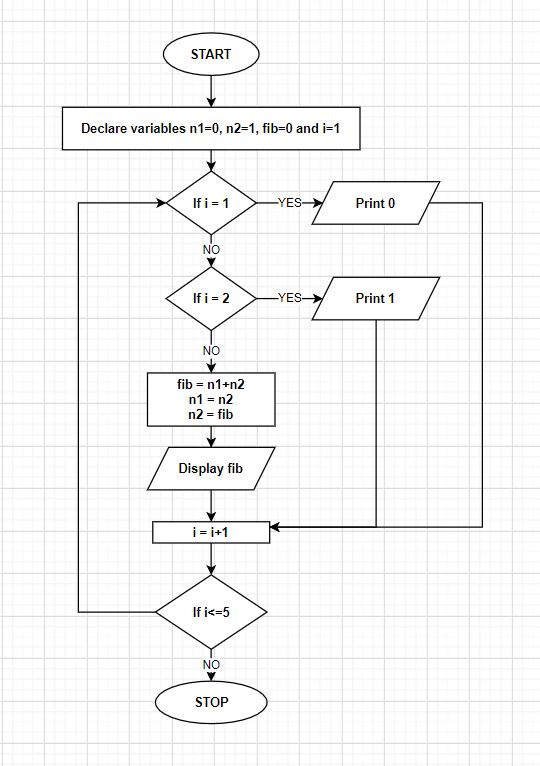 START
Declare variables n1=0, n2=1, fib=0 and i=1
If i = 1
YES
Print 0
NO
If i = 2
YES
Print 1
NO
fib = n1+n2
n1 = n2
n2 = fib
Display fib
i = i+1
If i<=5
NO
STOP